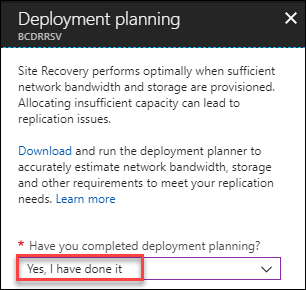 Deployment planning
BCDRRSV
Site Recovery performs optimally when sufficient
network bandwidth and storage are provisioned.
Allocating insufficient capacity can lead to
replication issues.
Download and run the deployment planner to
accurately estimate network bandwidth, storage
and other requirements to meet your replication
needs. Learn more
* Have you completed deployment planning?
Yes, I have done it